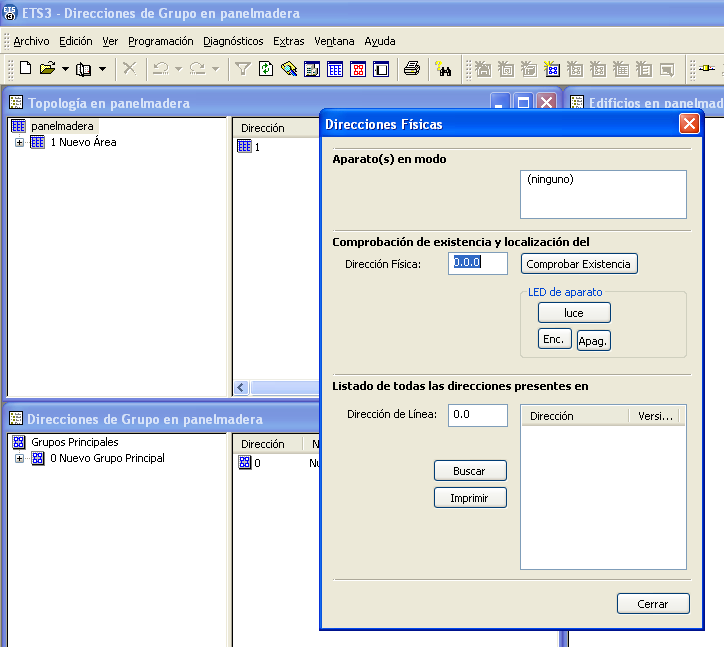 ETS3 - Direcciones de Grupo en panelmadera
Archivo Edición Ver Programación Diagnósticos Extras Ventana Ayuda
Topología en panelmadera
Edificios en panelmad
panelmadera
1 Nuevo Área
Dirección
1
Direcciones de Grupo en panelmadera
Grupos Principales
0 Nuevo Grupo Principal
Dirección N
0 Nu
Direcciones Físicas
Aparato(s) en modo
(ninguno)
Comprobación de existencia y localización del
Dirección Física: 0.0.0 Comprobar Existencia
LED de aparato
luce
Enc. Apag.
Listado de todas las direcciones presentes en
Dirección de Línea: 0.0
Dirección Versi...
Buscar
Imprimir
Cerrar